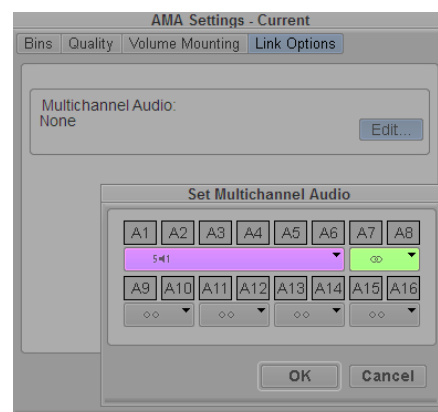 AMA Settings - Current
Bins Quality Volume Mounting Link Options
Multichannel Audio:
None
Edit...
Set Multichannel Audio
A1 A2 A3 A4 A5 A6 A7 A8
5 1
A9 A10 A11 A12 A13 A14 A15 A16
OK Cancel